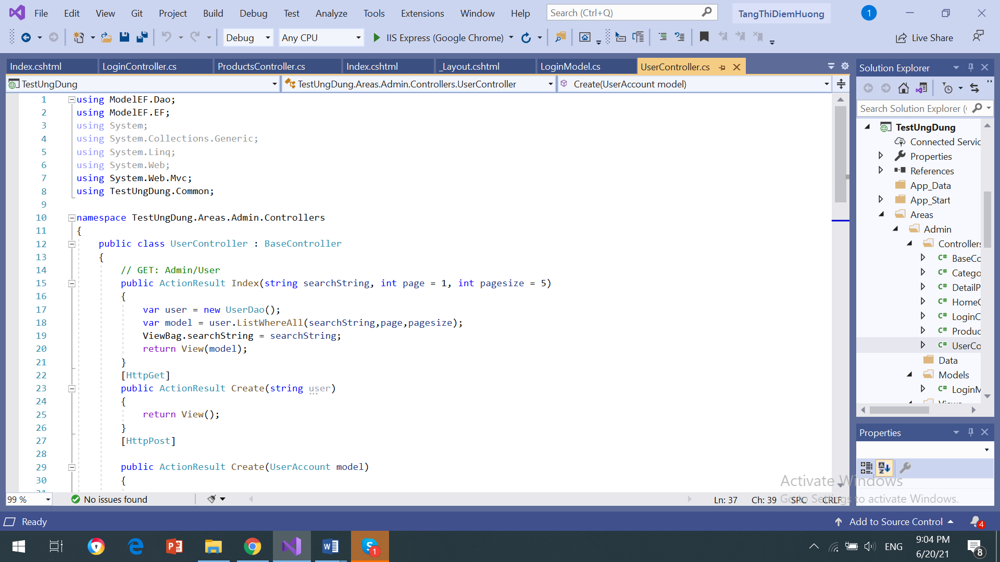 File Edit View Git Project Build Debug Test Analyze Tools Extensions Window Help Search (Ctrl+Q) TangThiDiemHuong 1
Debug Any CPU IIS Express (Google Chrome) Live Share
Index.cshtml LoginController.cs ProductsController.cs Index.cshtml _Layout.cshtml LoginModel.cs UserController.cs
TestUngDung TestUngDung.Areas.Admin.Controllers.UserController Create(UserAccount model)
1 using ModelEF.Dao;
2 using ModelEF.EF;
3 using System;
4 using System.Collections.Generic;
5 using System.Linq;
6 using System.Web;
7 using System.Web.Mvc;
8 using TestUngDung.Common;
9
10 namespace TestUngDung.Areas.Admin.Controllers
11 {
12 public class UserController : BaseController
13 {
14 // GET: Admin/User
15 public ActionResult Index(string searchString, int page = 1, int pagesize = 5)
16 {
17 var user = new UserDao();
18 var model = user.ListWhereAll(searchString,page,pagesize);
19 ViewBag.searchString = searchString;
20 return View(model);
21 }
22 [HttpGet]
23 public ActionResult Create(string user)
24 {
25 return View();
26 }
27 [HttpPost]
28
29 public ActionResult Create(UserAccount model)
30 {
99 % No issues found Ln: 37 Ch: 39 SPC CRLF
Solution Explorer
Search Solution Explorer (
TestUngDung
Connected Servic
Properties
References
App_Data
App_Start
Areas
Admin
Controllers
C# BaseCo
C# Catego
C# DetailP
C# HomeC
C# LoginC
C# Produc
C# UserCo
Data
Models
C# LoginM
Views
Properties
Activate Windows
Go to Settings to activate Windows.
Ready Add to Source Control 4
1 ENG 9:04 PM 8
6/20/21